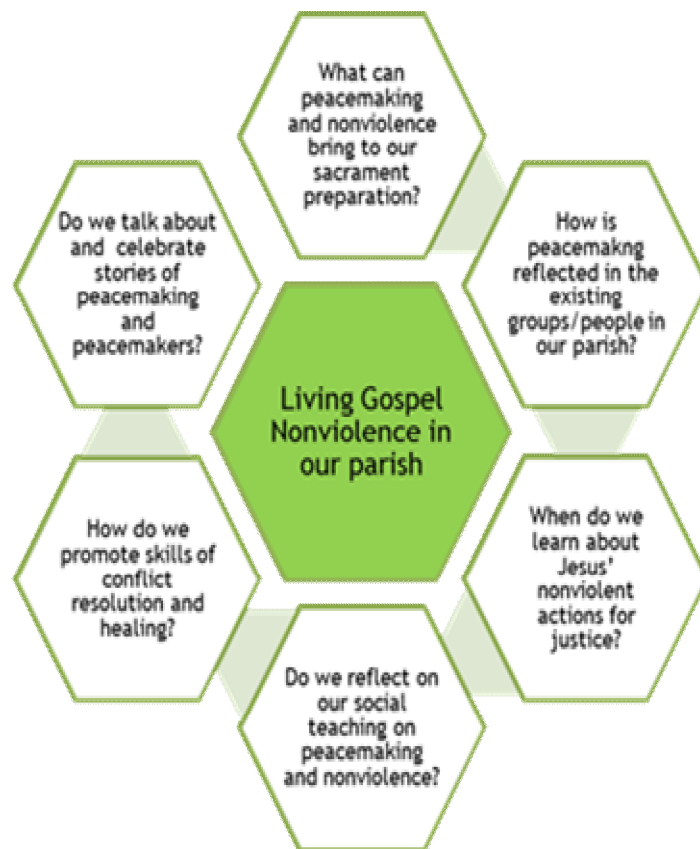 What can
peacemaking
and nonviolence
bring to our
sacrament
preparation?
How is
peacemakng
reflected in the
existing
groups/people in
our parish?
When do we
learn about
Jesus’
nonviolent
actions for
justice?
Do we reflect on
our social
teaching on
peacemaking
and nonviolence?
How do we
promote skills of
conflict
resolution and
healing?
Do we talk about
and celebrate
stories of
peacemaking
and
peacemakers?
Living Gospel
Nonviolence in
our parish